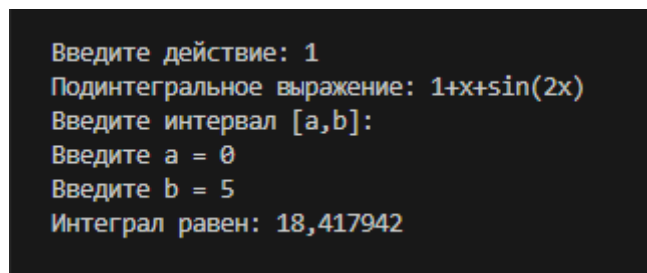 Введите действие: 1
Подинтегральное выражение: 1+x+sin(2x)
Введите интервал [a,b]:
Введите a = 0
Введите b = 5
Интеграл равен: 18,417942